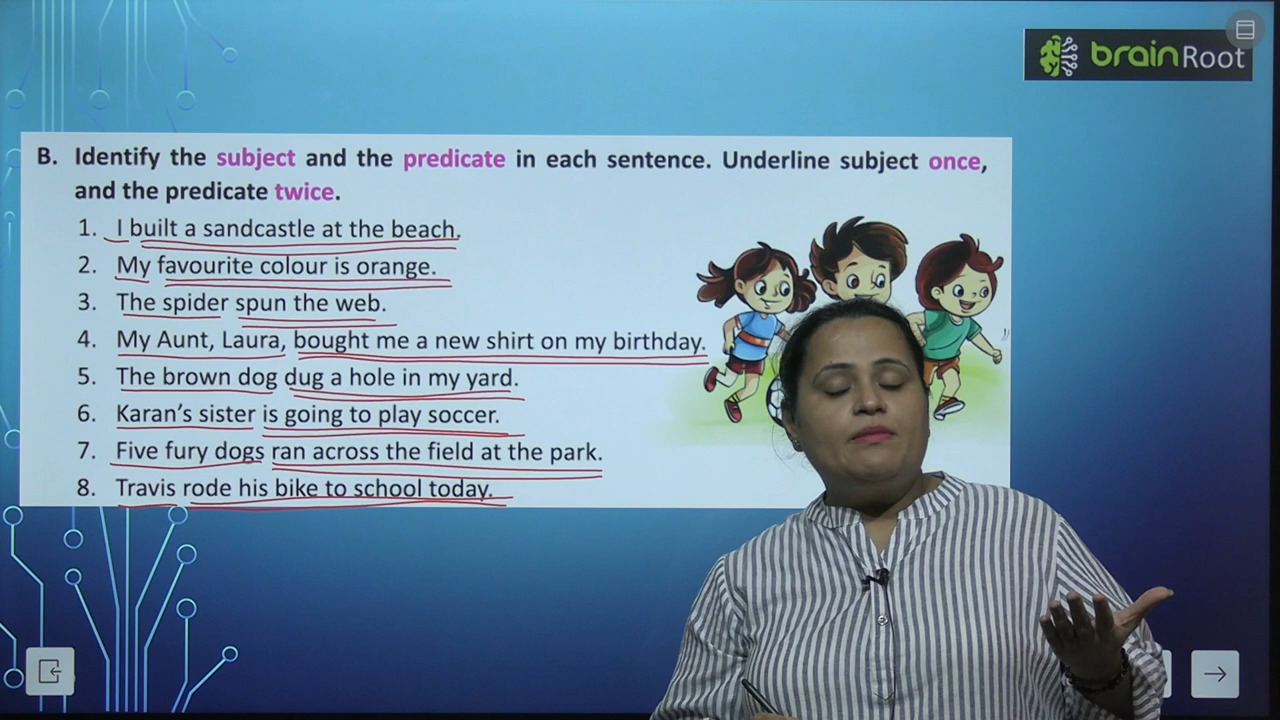 brainRoot
B. Identify the subject and the predicate in each sentence. Underline subject once,
and the predicate twice.
1. I built a sandcastle at the beach.
2. My favourite colour is orange.
3. The spider spun the web.
4. My Aunt, Laura, bought me a new shirt on my birthday.
5. The brown dog dug a hole in my yard.
6. Karan's sister is going to play soccer.
7. Five fury dogs ran across the field at the park.
8. Travis rode his bike to school today.